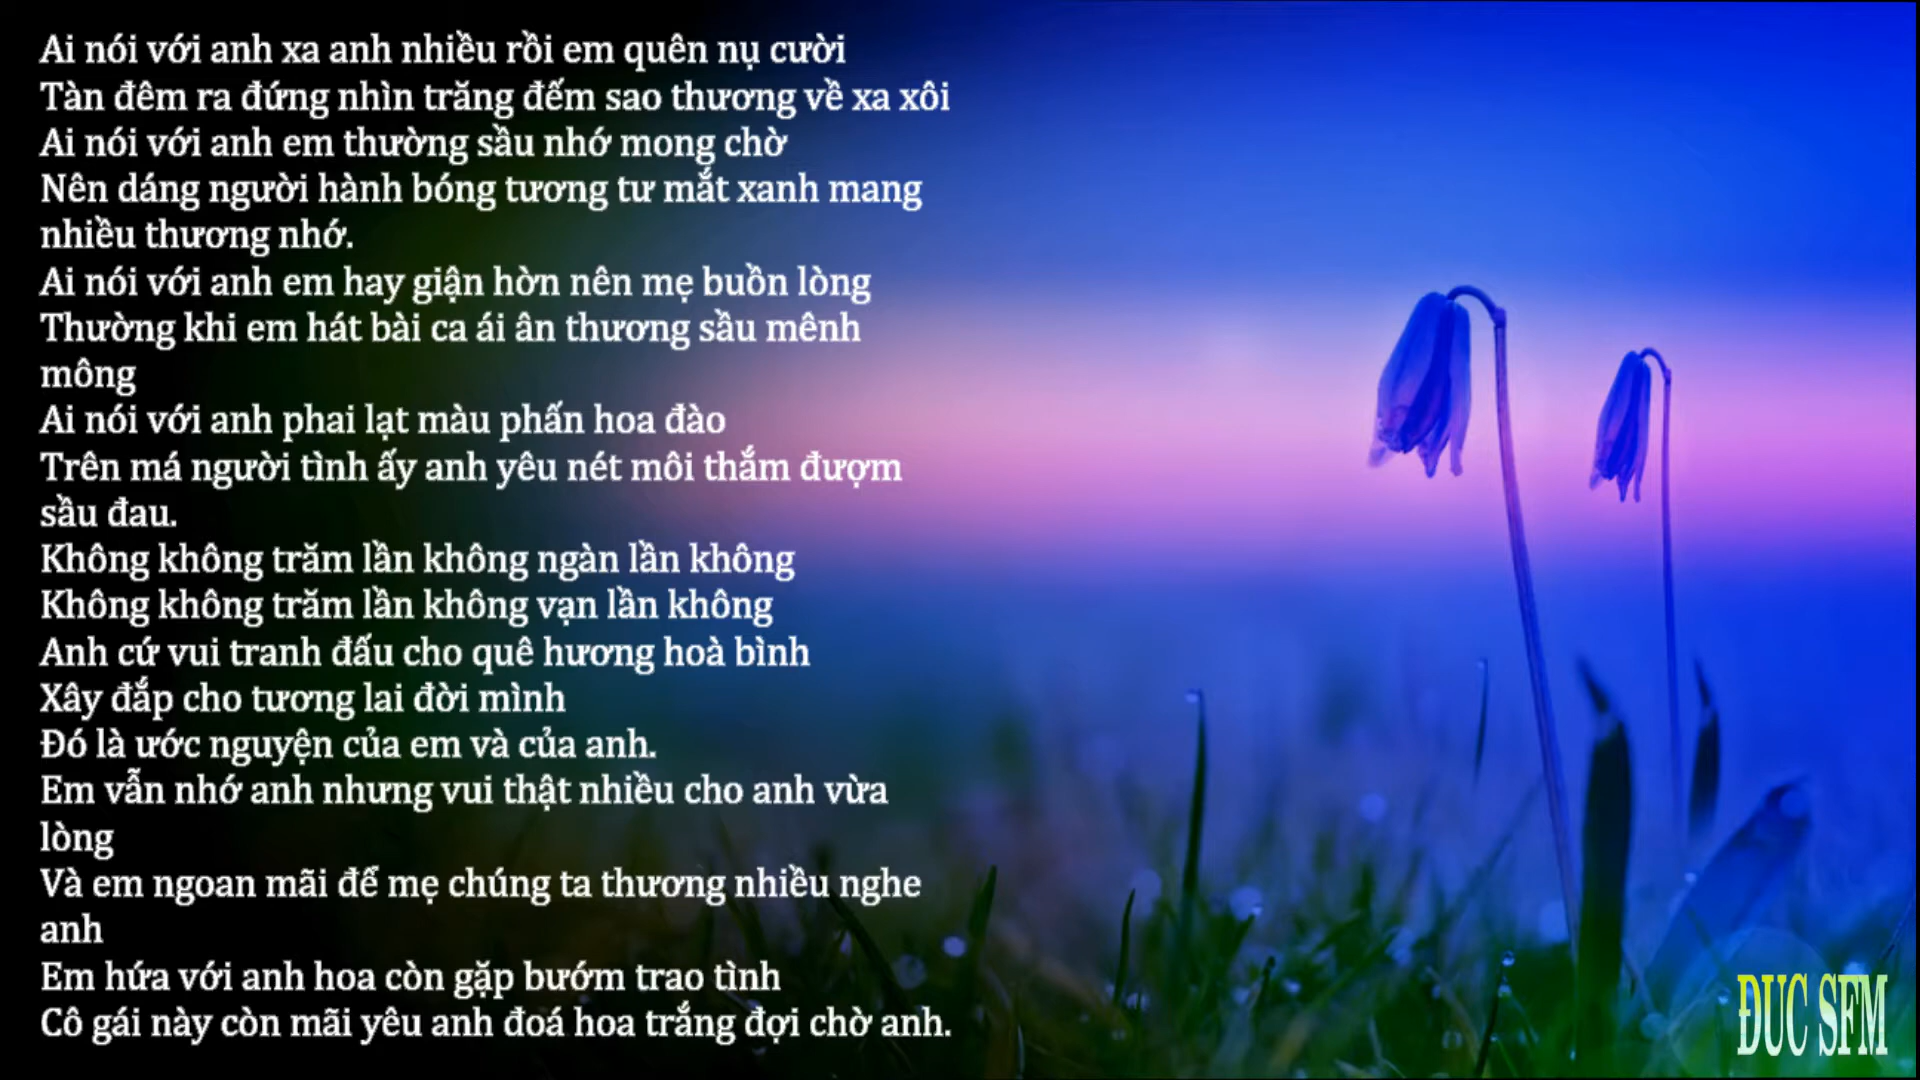 Ai nói với anh xa anh nhiều rồi em quên nụ cười
Tàn đêm ra đứng nhìn trăng đếm sao thương về xa xôi
Ai nói với anh em thường sầu nhớ mong chờ
Nên dáng người hành bóng tương tư mắt xanh mang
nhiều thương nhớ.
Ai nói với anh em hay giận hờn nên mẹ buồn lòng
Thường khi em hát bài ca ái ân thương sầu mênh
mông
Ai nói với anh phai lạt màu phấn hoa đào
Trên má người tình ấy anh yêu nét môi thắm đượm
sầu đau.
Không không trăm lần không ngàn lần không
Không không trăm lần không vạn lần không
Anh cứ vui tranh đấu cho quê hương hoà bình
Xây đắp cho tương lai đời mình
Đó là ước nguyện của em và của anh.
Em vẫn nhớ anh nhưng vui thật nhiều cho anh vừa
lòng
Và em ngoan mãi để mẹ chúng ta thương nhiều nghe
anh
Em hứa với anh hoa còn gặp bướm trao tình
Cô gái này còn mãi yêu anh đoá hoa trắng đợi chờ anh.
ĐUC SFM